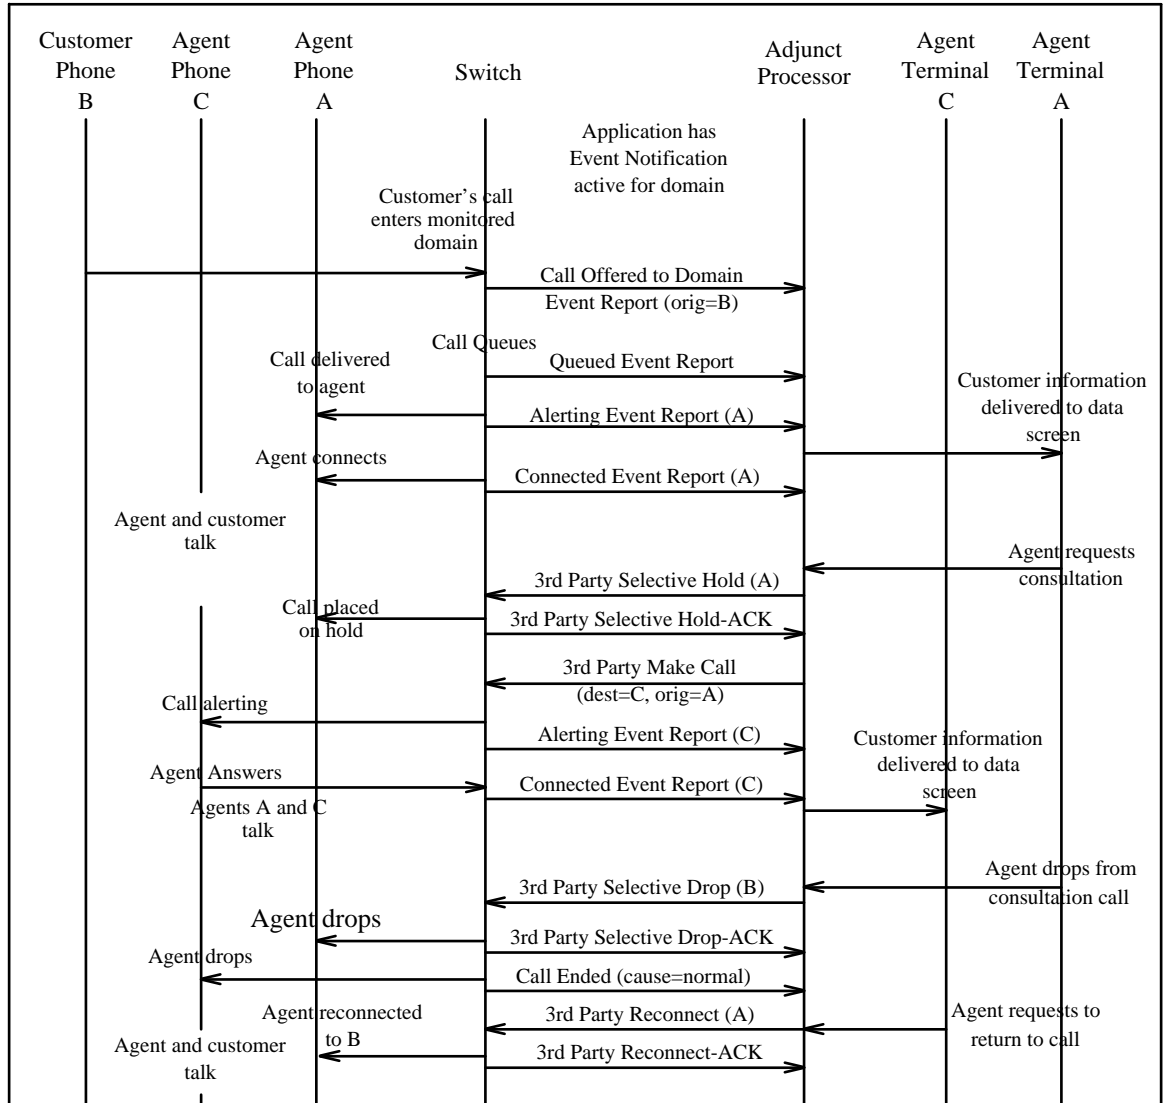 Customer Phone B
Agent Phone C
Agent Phone A
Switch
Adjunct Processor
Agent Terminal C
Agent Terminal A
Application has
Event Notification
active for domain
Customer’s call
enters monitored
domain
Call Offered to Domain
Event Report (orig=B)
Call Queues
Call delivered
to agent
Queued Event Report
Customer information
delivered to data
screen
Alerting Event Report (A)
Agent connects
Connected Event Report (A)
Agent and customer
talk
Agent requests
consultation
3rd Party Selective Hold (A)
Call placed
on hold
3rd Party Selective Hold-ACK
3rd Party Make Call
(dest=C, orig=A)
Call alerting
Alerting Event Report (C)
Customer information
delivered to data
screen
Agent Answers
Connected Event Report (C)
Agents A and C
talk
Agent drops from
consultation call
3rd Party Selective Drop (B)
Agent drops
3rd Party Selective Drop-ACK
Agent drops
Call Ended (cause=normal)
Agent reconnected
to B
3rd Party Reconnect (A)
Agent requests to
return to call
Agent and customer
talk
3rd Party Reconnect-ACK